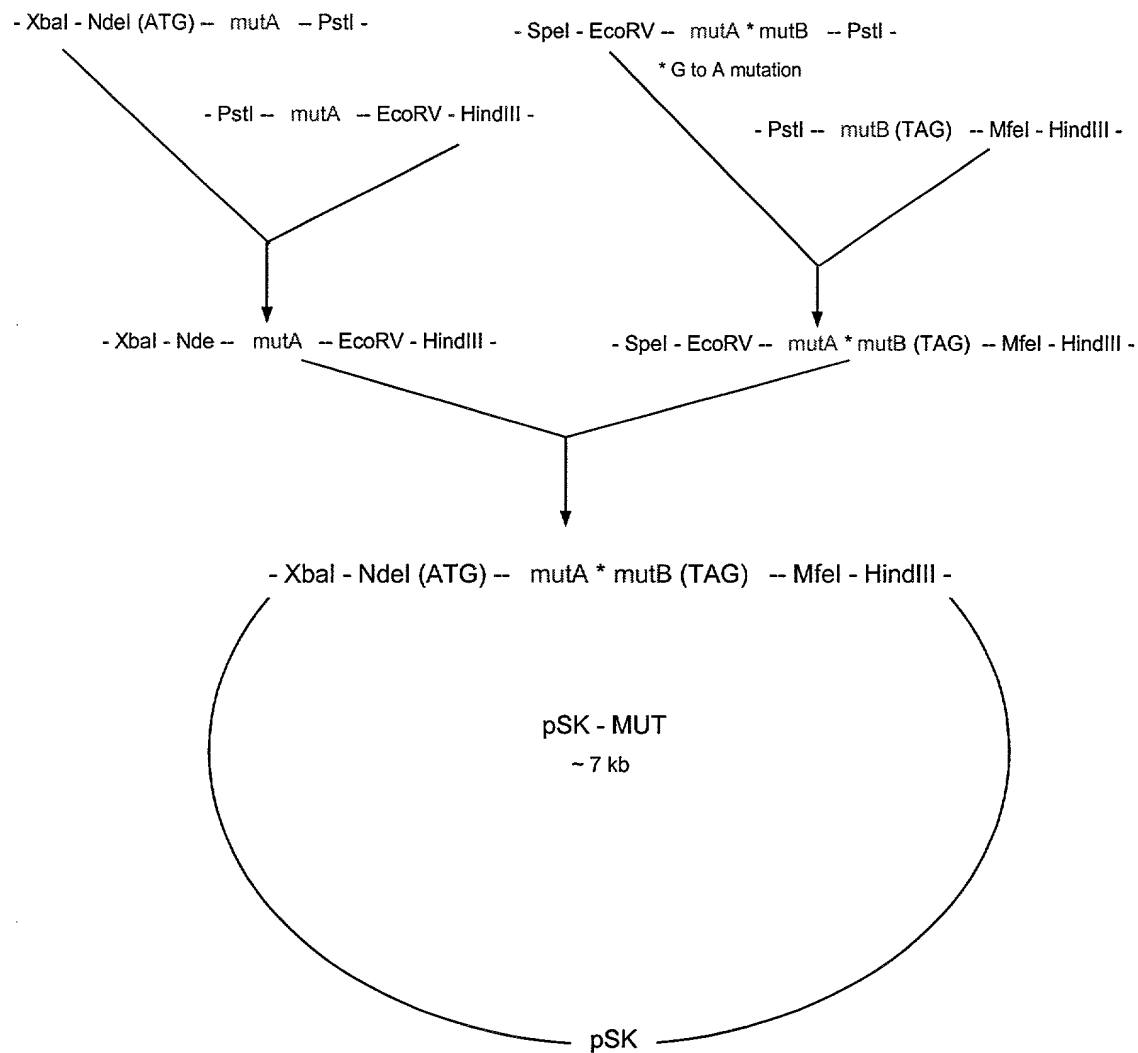 - XbaI - NdeI (ATG) -- mutA -- PstI -
- SpeI - EcoRV -- mutA * mutB -- PstI -
* G to A mutation
- PstI -- mutA -- EcoRV - HindIII -
- PstI -- mutB (TAG) -- MfeI - HindIII -
- XbaI - Nde -- mutA -- EcoRV - HindIII -
- SpeI - EcoRV -- mutA * mutB (TAG) -- MfeI - HindIII -
- XbaI - NdeI (ATG) -- mutA * mutB (TAG) -- MfeI - HindIII -
pSK - MUT
~ 7 kb
pSK